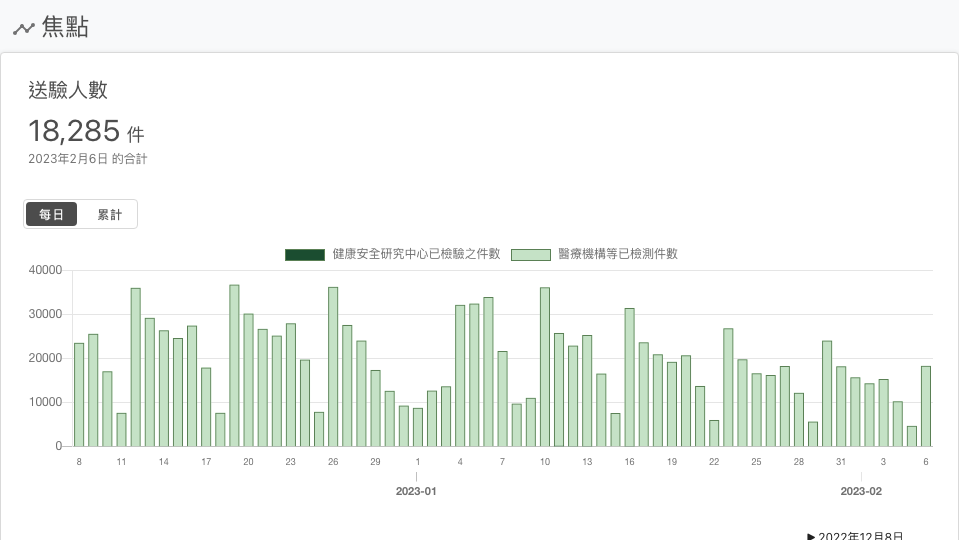 焦點
送驗人數
18,285 件
2023年2月6日 的合計
每日 累計
健康安全研究中心已檢驗之件數 醫療機構等已檢測件數
40000
30000
20000
10000
0
8 11 14 17 20 23 26 29 1 4 7 10 13 16 19 22 25 28 31 3 6
2023-01 2023-02
▶ 2022年12月8日